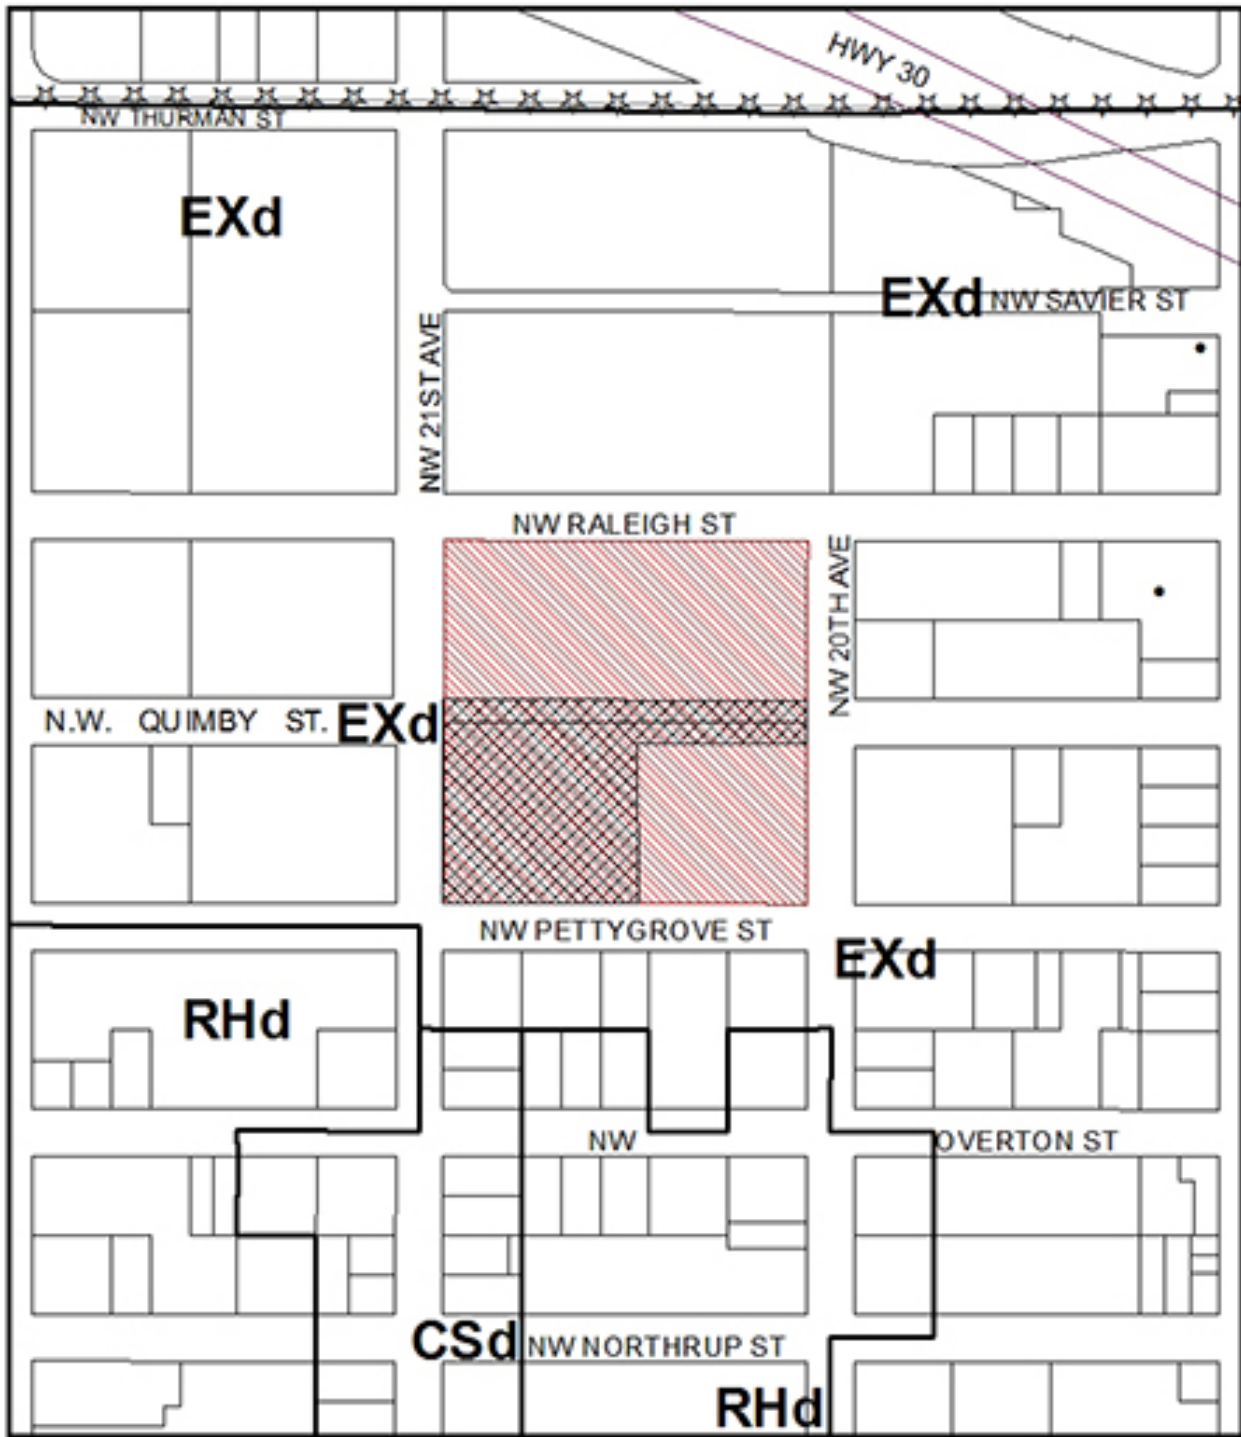 HWY 30
NW THURMAN ST
EXd
EXd NW SAVIER ST
NW 21ST AVE
NW RALEIGH ST
NW 20TH AVE
N.W. QUIMBY ST. EXd
NW PETTYGROVE ST
EXd
RHd
NW OVERTON ST
CSd NW NORTHRUP ST
RHd